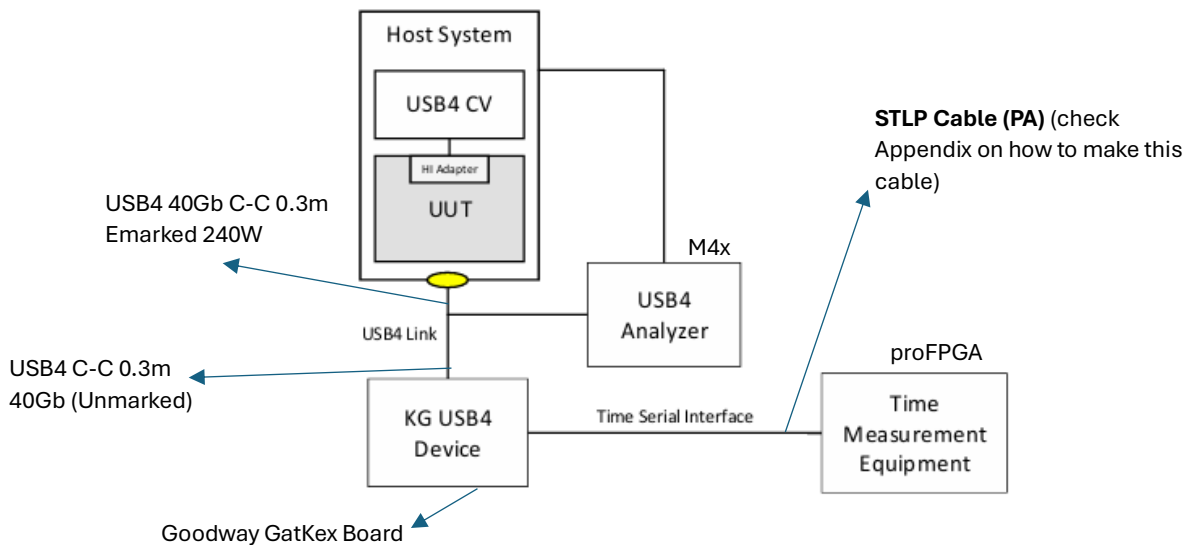 Host System
USB4 CV
HI Adapter
UUT
STLP Cable (PA) (check
Appendix on how to make this
cable)
USB4 40Gb C-C 0.3m
Emarked 240W
M4x
USB4
Analyzer
USB4 Link
USB4 C-C 0.3m
40Gb (Unmarked)
proFPGA
KG USB4
Device
Time Serial Interface
Time
Measurement
Equipment
Goodway GatKex Board